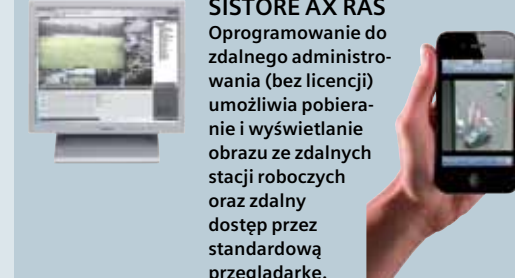 SISTORE AX RAS
Oprogramowanie do
zdalnego administro-
wania (bez licencji)
umożliwia pobiera-
nie i wyświetlanie
obrazu ze zdalnych
stacji roboczych
oraz zdalny
dostęp przez
standardową
przeglądarkę.